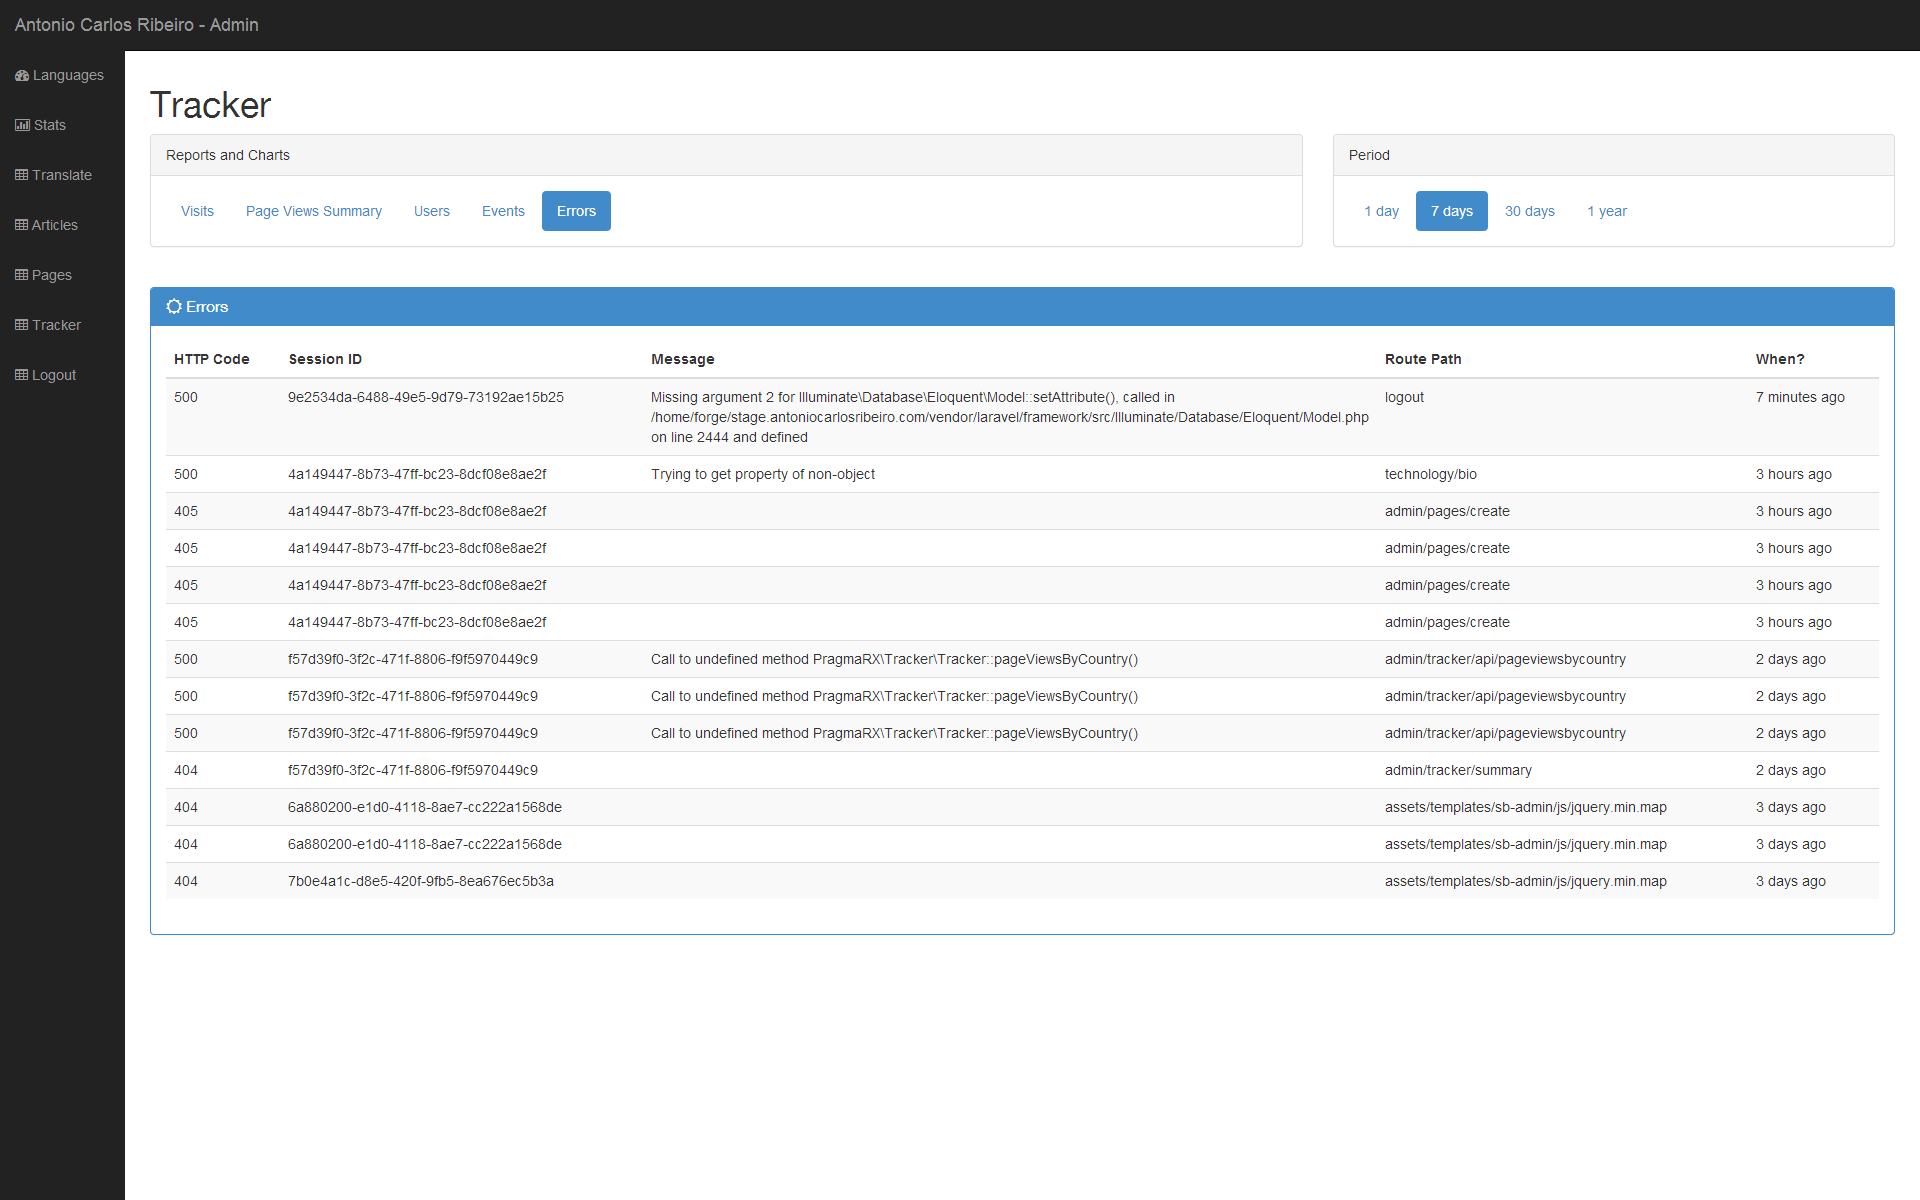 Antonio Carlos Ribeiro - Admin
Languages
Stats
Translate
Articles
Pages
Tracker
Logout
Tracker
Reports and Charts
Visits Page Views Summary Users Events Errors
Period
1 day 7 days 30 days 1 year
Errors
HTTP Code Session ID Message Route Path When?
500 9e2534da-6488-49e5-9d79-73192ae15b25 Missing argument 2 for Illuminate\Database\Eloquent\Model::setAttribute(), called in logout 7 minutes ago
/home/forge/stage.antoniocarlosribeiro.com/vendor/laravel/framework/src/Illuminate/Database/Eloquent/Model.php
on line 2444 and defined
500 4a149447-8b73-47ff-bc23-8dcf08e8ae2f Trying to get property of non-object technology/bio 3 hours ago
405 4a149447-8b73-47ff-bc23-8dcf08e8ae2f admin/pages/create 3 hours ago
405 4a149447-8b73-47ff-bc23-8dcf08e8ae2f admin/pages/create 3 hours ago
405 4a149447-8b73-47ff-bc23-8dcf08e8ae2f admin/pages/create 3 hours ago
405 4a149447-8b73-47ff-bc23-8dcf08e8ae2f admin/pages/create 3 hours ago
500 f57d39f0-3f2c-471f-8806-f9f5970449c9 Call to undefined method PragmaRX\Tracker\Tracker::pageViewsByCountry() admin/tracker/api/pageviewsbycountry 2 days ago
500 f57d39f0-3f2c-471f-8806-f9f5970449c9 Call to undefined method PragmaRX\Tracker\Tracker::pageViewsByCountry() admin/tracker/api/pageviewsbycountry 2 days ago
500 f57d39f0-3f2c-471f-8806-f9f5970449c9 Call to undefined method PragmaRX\Tracker\Tracker::pageViewsByCountry() admin/tracker/api/pageviewsbycountry 2 days ago
404 f57d39f0-3f2c-471f-8806-f9f5970449c9 admin/tracker/summary 2 days ago
404 6a880200-e1d0-4118-8ae7-cc222a1568de assets/templates/sb-admin/js/jquery.min.map 3 days ago
404 6a880200-e1d0-4118-8ae7-cc222a1568de assets/templates/sb-admin/js/jquery.min.map 3 days ago
404 7b0e4a1c-d8e5-420f-9fb5-8ea676ec5b3a assets/templates/sb-admin/js/jquery.min.map 3 days ago